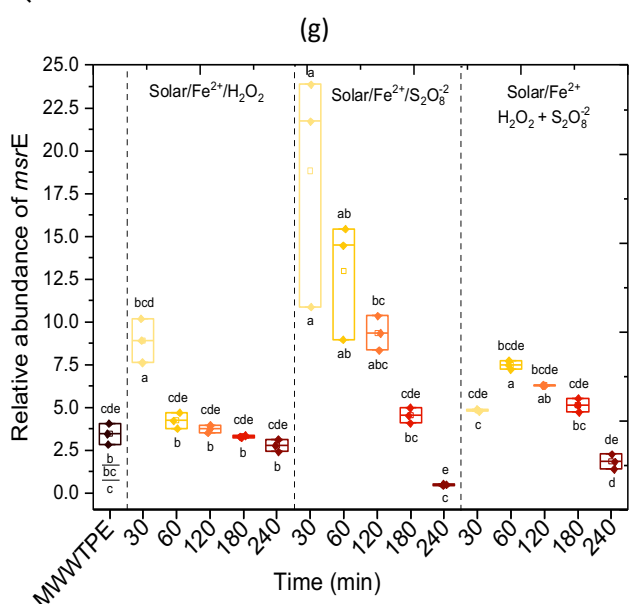 (g)
25.0
22.5
20.0
17.5
15.0
12.5
10.0
7.5
5.0
2.5
0.0
Relative abundance of msrE
Solar/Fe²⁺/H₂O₂
Solar/Fe²⁺/S₂O₈⁻²
Solar/Fe²⁺
H₂O₂ + S₂O₈⁻²
cde
b
bc
c
bcd
a
cde
b
cde
b
cde
b
cde
b
a
a
ab
ab
bc
abc
cde
bc
e
c
cde
c
bcde
a
bcde
ab
cde
bc
de
d
MWWTPE
30
60
120
180
240
30
60
120
180
240
30
60
120
180
240
Time (min)